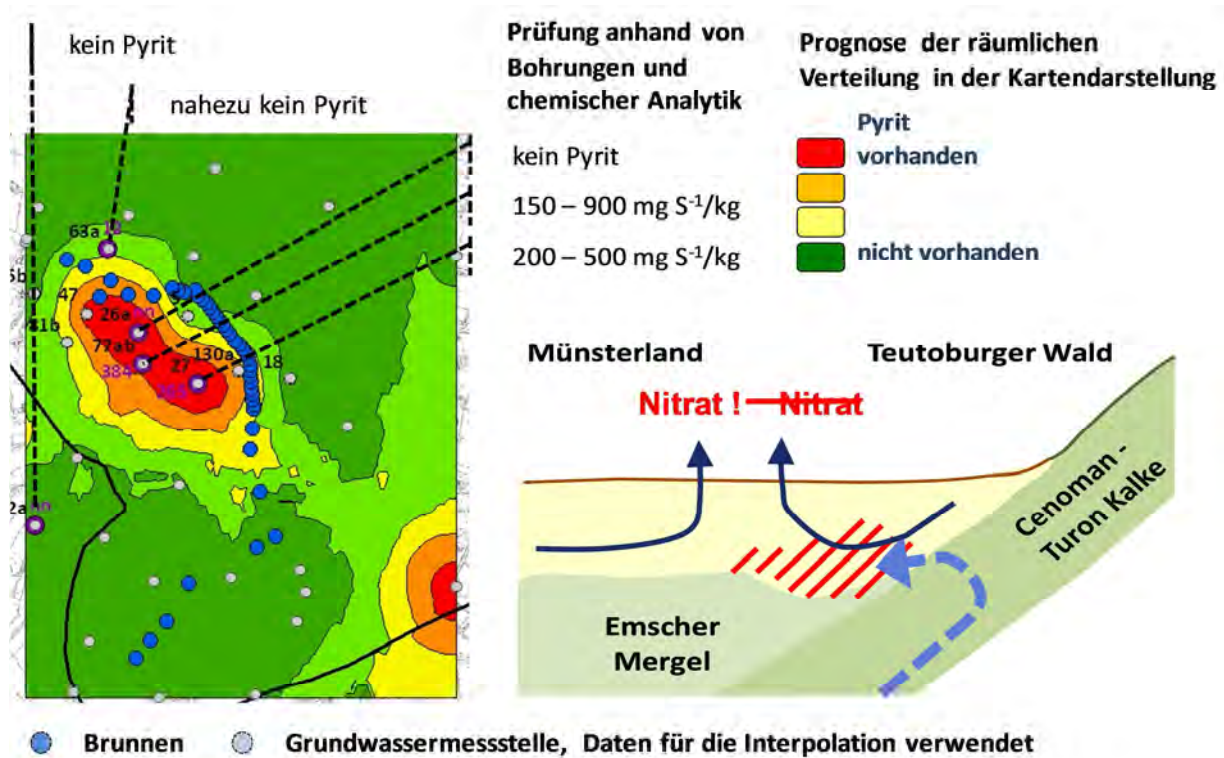 kein Pyrit
nahezu kein Pyrit
Prüfung anhand von
Bohrungen und
chemischer Analytik
kein Pyrit
150 – 900 mg S⁻¹/kg
200 – 500 mg S⁻¹/kg
Prognose der räumlichen
Verteilung in der Kartendarstellung
Pyrit
vorhanden
nicht vorhanden
63a
47
26a
77ab
384
27
130a
18
Münsterland
Teutoburger Wald
Nitrat ! Nitrat
Cenoman -
Turon Kalke
Emscher
Mergel
Brunnen
Grundwassermessstelle, Daten für die Interpolation verwendet